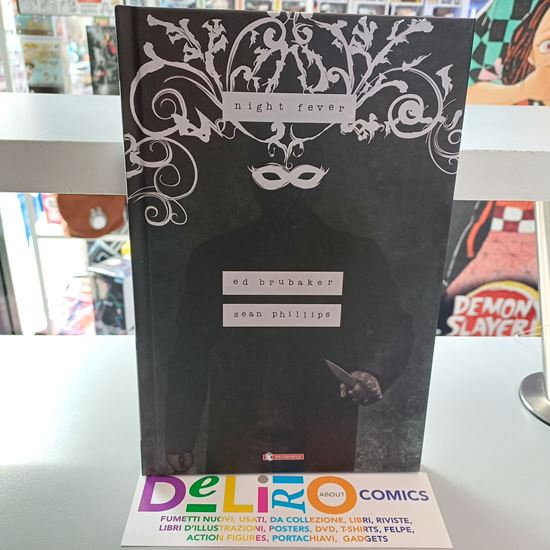 night fever
ed brubaker
sean phillips
SALDAPRESS
DeLiRiO ABOUT COMICS
FUMETTI NUOVI, USATI, DA COLLEZIONE, LIBRI, RIVISTE,
LIBRI D'ILLUSTRAZIONI, POSTERS, DVD, T-SHIRTS, FELPE,
ACTION FIGURES, PORTACHIAVI, GADGETS
DEMON
SLAYER